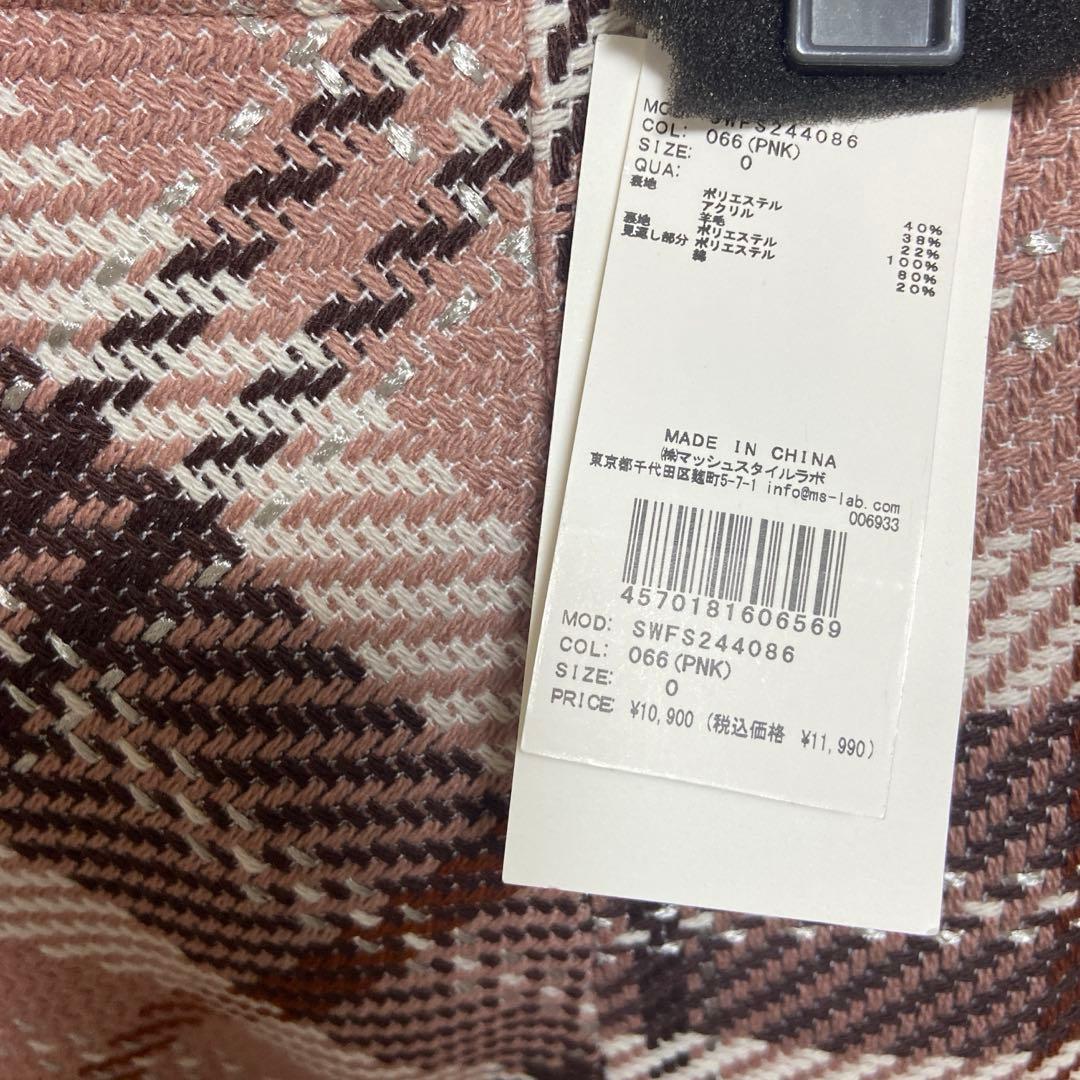 MOD: SWFS244086
COL: 066(PNK)
SIZE: 0
QUA:
表地 ポリエステル 40%
アクリル 38%
羊毛 22%
裏地 ポリエステル 100%
見返し部分 ポリエステル 80%
綿 20%
MADE IN CHINA
㈱マッシュスタイルラボ
東京都千代田区麹町5-7-1 info@ms-lab.com
006933
4570181606569
MOD: SWFS244086
COL: 066(PNK)
SIZE: 0
PRICE: ¥10,900 (税込価格 ¥11,990)